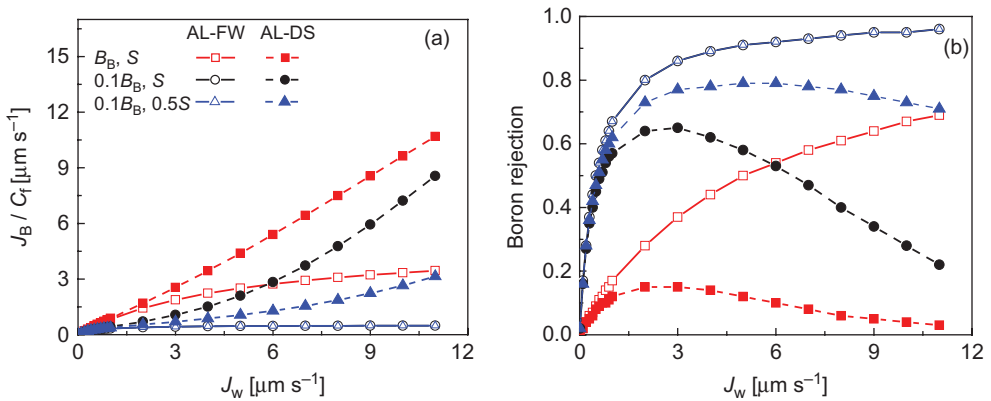 AL-FW AL-DS (a)
B_B, S
0.1B_B, S
0.1B_B, 0.5S
15
12
9
6
3
0
0 3 6 9 12
J_B / C_f [µm s⁻¹]
J_w [µm s⁻¹]
(b)
1.0
0.8
0.6
0.4
0.2
0.0
0 3 6 9 12
Boron rejection
J_w [µm s⁻¹]